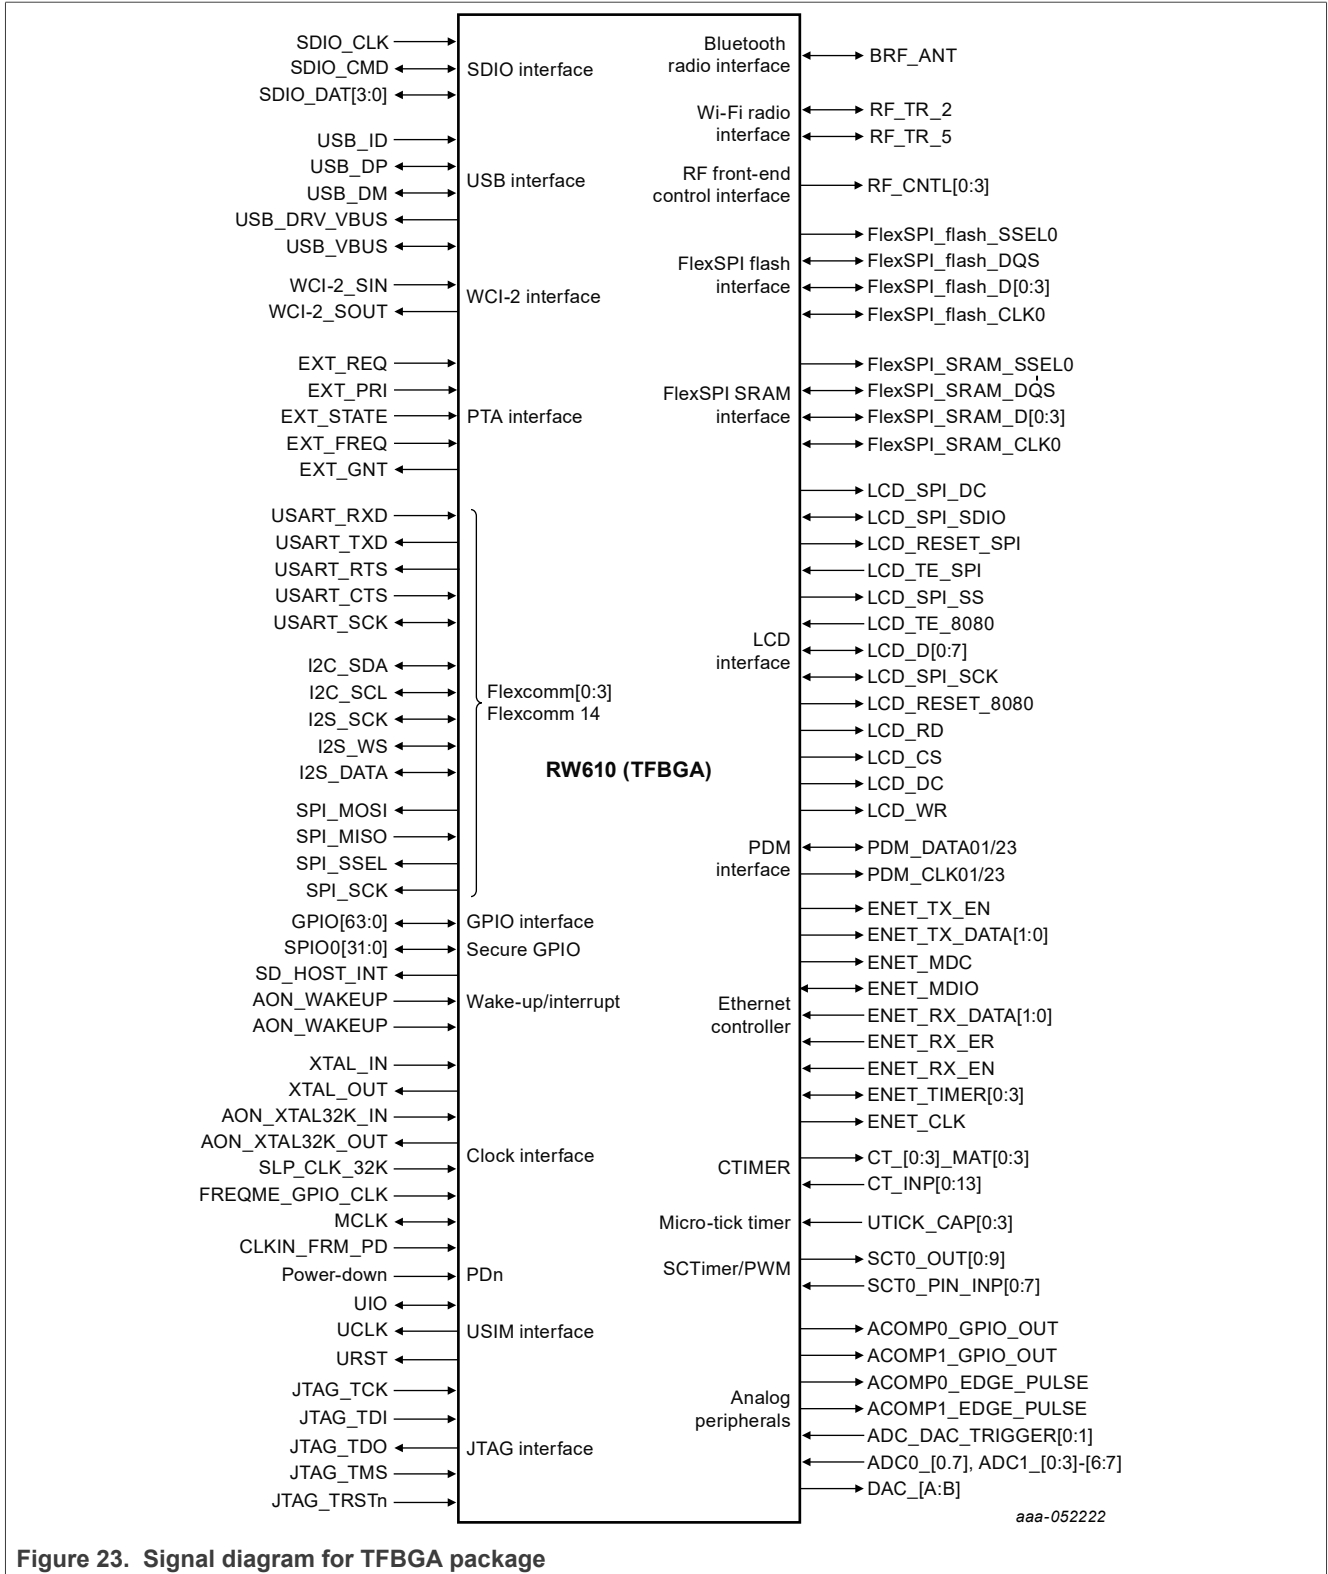 SDIO_CLK
SDIO_CMD
SDIO_DAT[3:0]
SDIO interface
USB_ID
USB_DP
USB_DM
USB_DRV_VBUS
USB_VBUS
USB interface
WCI-2_SIN
WCI-2_SOUT
WCI-2 interface
EXT_REQ
EXT_PRI
EXT_STATE
EXT_FREQ
EXT_GNT
PTA interface
USART_RXD
USART_TXD
USART_RTS
USART_CTS
USART_SCK
I2C_SDA
I2C_SCL
I2S_SCK
I2S_WS
I2S_DATA
SPI_MOSI
SPI_MISO
SPI_SSEL
SPI_SCK
Flexcomm[0:3]
Flexcomm 14
GPIO[63:0]
GPIO interface
SPIO0[31:0]
Secure GPIO
SD_HOST_INT
AON_WAKEUP
AON_WAKEUP
Wake-up/interrupt
XTAL_IN
XTAL_OUT
AON_XTAL32K_IN
AON_XTAL32K_OUT
SLP_CLK_32K
FREQME_GPIO_CLK
MCLK
CLKIN_FRM_PD
Clock interface
Power-down
PDn
UIO
UCLK
URST
USIM interface
JTAG_TCK
JTAG_TDI
JTAG_TDO
JTAG_TMS
JTAG_TRSTn
JTAG interface
RW610 (TFBGA)
Bluetooth
radio interface
BRF_ANT
Wi-Fi radio
interface
RF_TR_2
RF_TR_5
RF front-end
control interface
RF_CNTL[0:3]
FlexSPI flash
interface
FlexSPI_flash_SSEL0
FlexSPI_flash_DQS
FlexSPI_flash_D[0:3]
FlexSPI_flash_CLK0
FlexSPI SRAM
interface
FlexSPI_SRAM_SSEL0
FlexSPI_SRAM_DQS
FlexSPI_SRAM_D[0:3]
FlexSPI_SRAM_CLK0
LCD
interface
LCD_SPI_DC
LCD_SPI_SDIO
LCD_RESET_SPI
LCD_TE_SPI
LCD_SPI_SS
LCD_TE_8080
LCD_D[0:7]
LCD_SPI_SCK
LCD_RESET_8080
LCD_RD
LCD_CS
LCD_DC
LCD_WR
PDM
interface
PDM_DATA01/23
PDM_CLK01/23
Ethernet
controller
ENET_TX_EN
ENET_TX_DATA[1:0]
ENET_MDC
ENET_MDIO
ENET_RX_DATA[1:0]
ENET_RX_ER
ENET_RX_EN
ENET_TIMER[0:3]
ENET_CLK
CTIMER
CT_[0:3]_MAT[0:3]
CT_INP[0:13]
Micro-tick timer
UTICK_CAP[0:3]
SCTimer/PWM
SCT0_OUT[0:9]
SCT0_PIN_INP[0:7]
Analog
peripherals
ACOMP0_GPIO_OUT
ACOMP1_GPIO_OUT
ACOMP0_EDGE_PULSE
ACOMP1_EDGE_PULSE
ADC_DAC_TRIGGER[0:1]
ADC0_[0.7], ADC1_[0:3]-[6:7]
DAC_[A:B]
aaa-052222
Figure 23. Signal diagram for TFBGA package